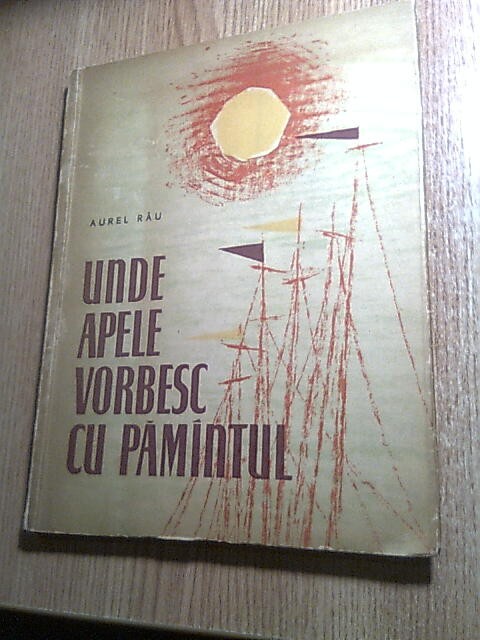 AUREL RĂU
UNDE
APELE
VORBESC
CU PĂMÎNTUL